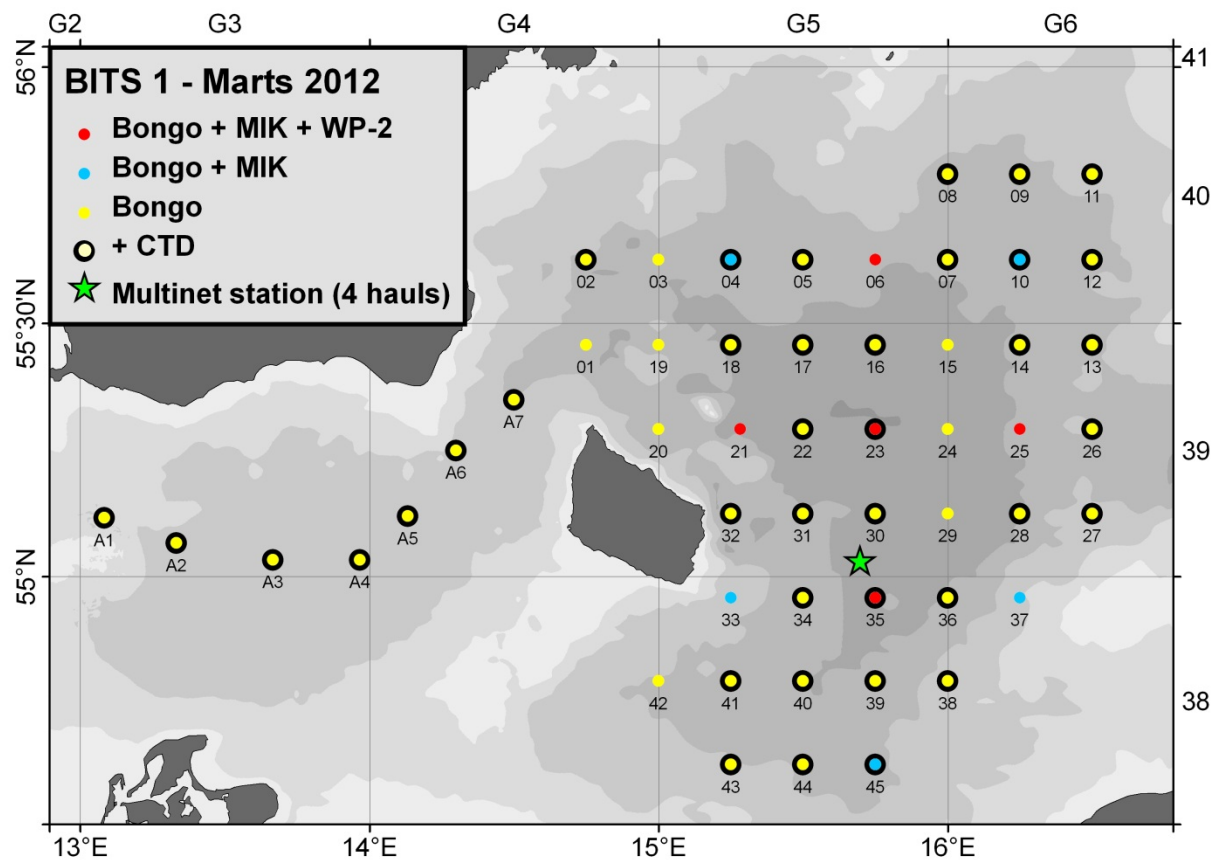 G2 G3 G4 G5 G6
56°N 41
BITS 1 - Marts 2012
Bongo + MIK + WP-2
Bongo + MIK
Bongo
+ CTD
Multinet station (4 hauls)
08 09 11
40
02 03 04 05 06 07 10 12
55°30'N
01 19 18 17 16 15 14 13
A7
20 21 22 23 24 25 26
39
A6
A1 A2 A3 A4 A5
32 31 30 29 28 27
55°N
33 34 35 36 37
42 41 40 39 38
38
43 44 45
13°E 14°E 15°E 16°E